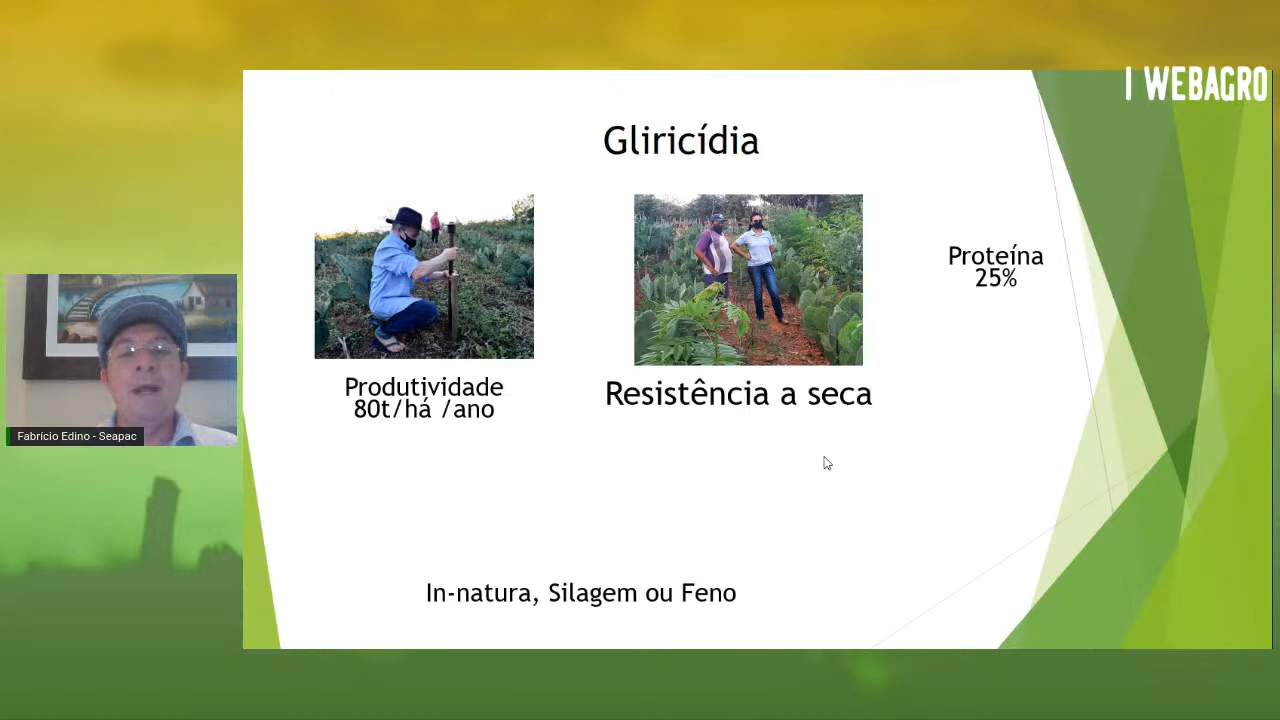 I WEBAGRO
Gliricídia
Proteína
25%
Produtividade
80t/há /ano
Resistência a seca
Fabrício Edino - Seapac
In-natura, Silagem ou Feno